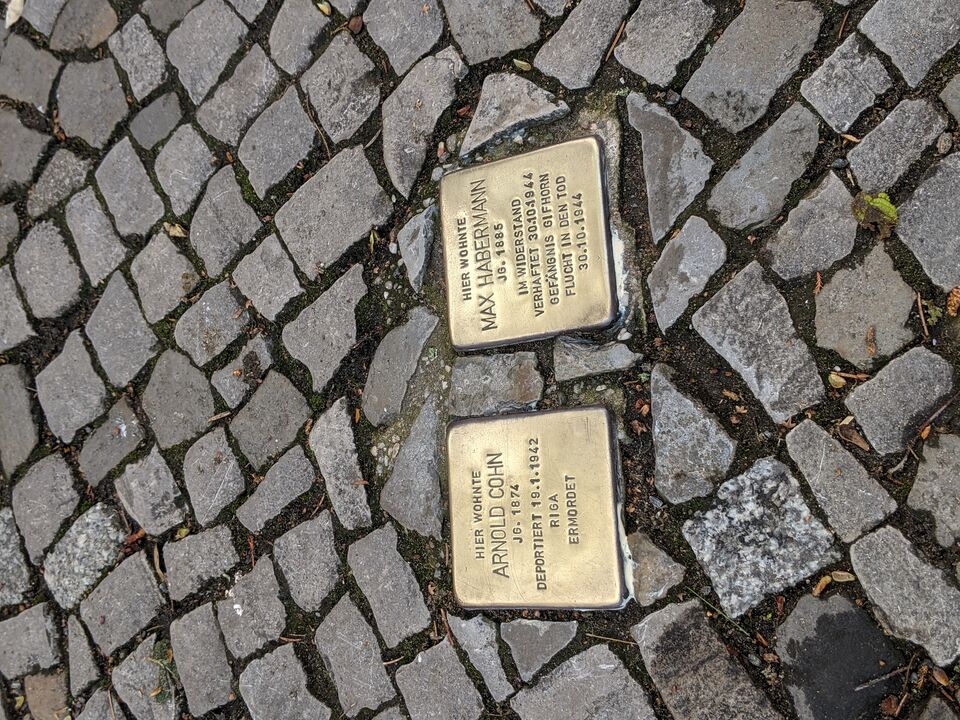 HIER WOHNTE
MAX HABERMANN
JG. 1885
IM WIDERSTAND
VERHAFTET 30.10.1944
GEFÄNGNIS GIFHORN
FLUCHT IN DEN TOD
30.10.1944
HIER WOHNTE
ARNOLD COHN
JG. 1874
DEPORTIERT 19.1.1942
RIGA
ERMORDET